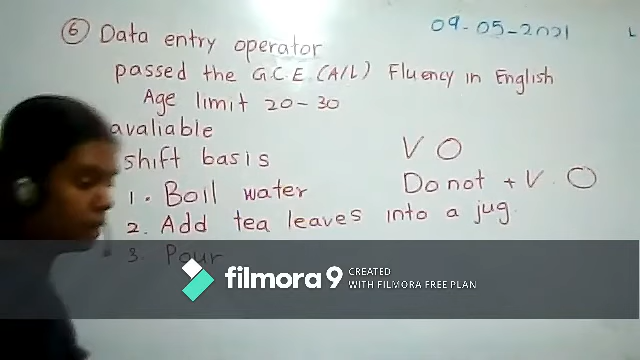 09-05-2021
⑥ Data entry operator
passed the G.C.E (A/L) Fluency in English
Age limit 20-30
avaliable
shift basis
V O
1. Boil water
Do not + V. O
2. Add tea leaves into a jug.
3. Pour
filmora 9 CREATED
WITH FILMORA FREE PLAN
L